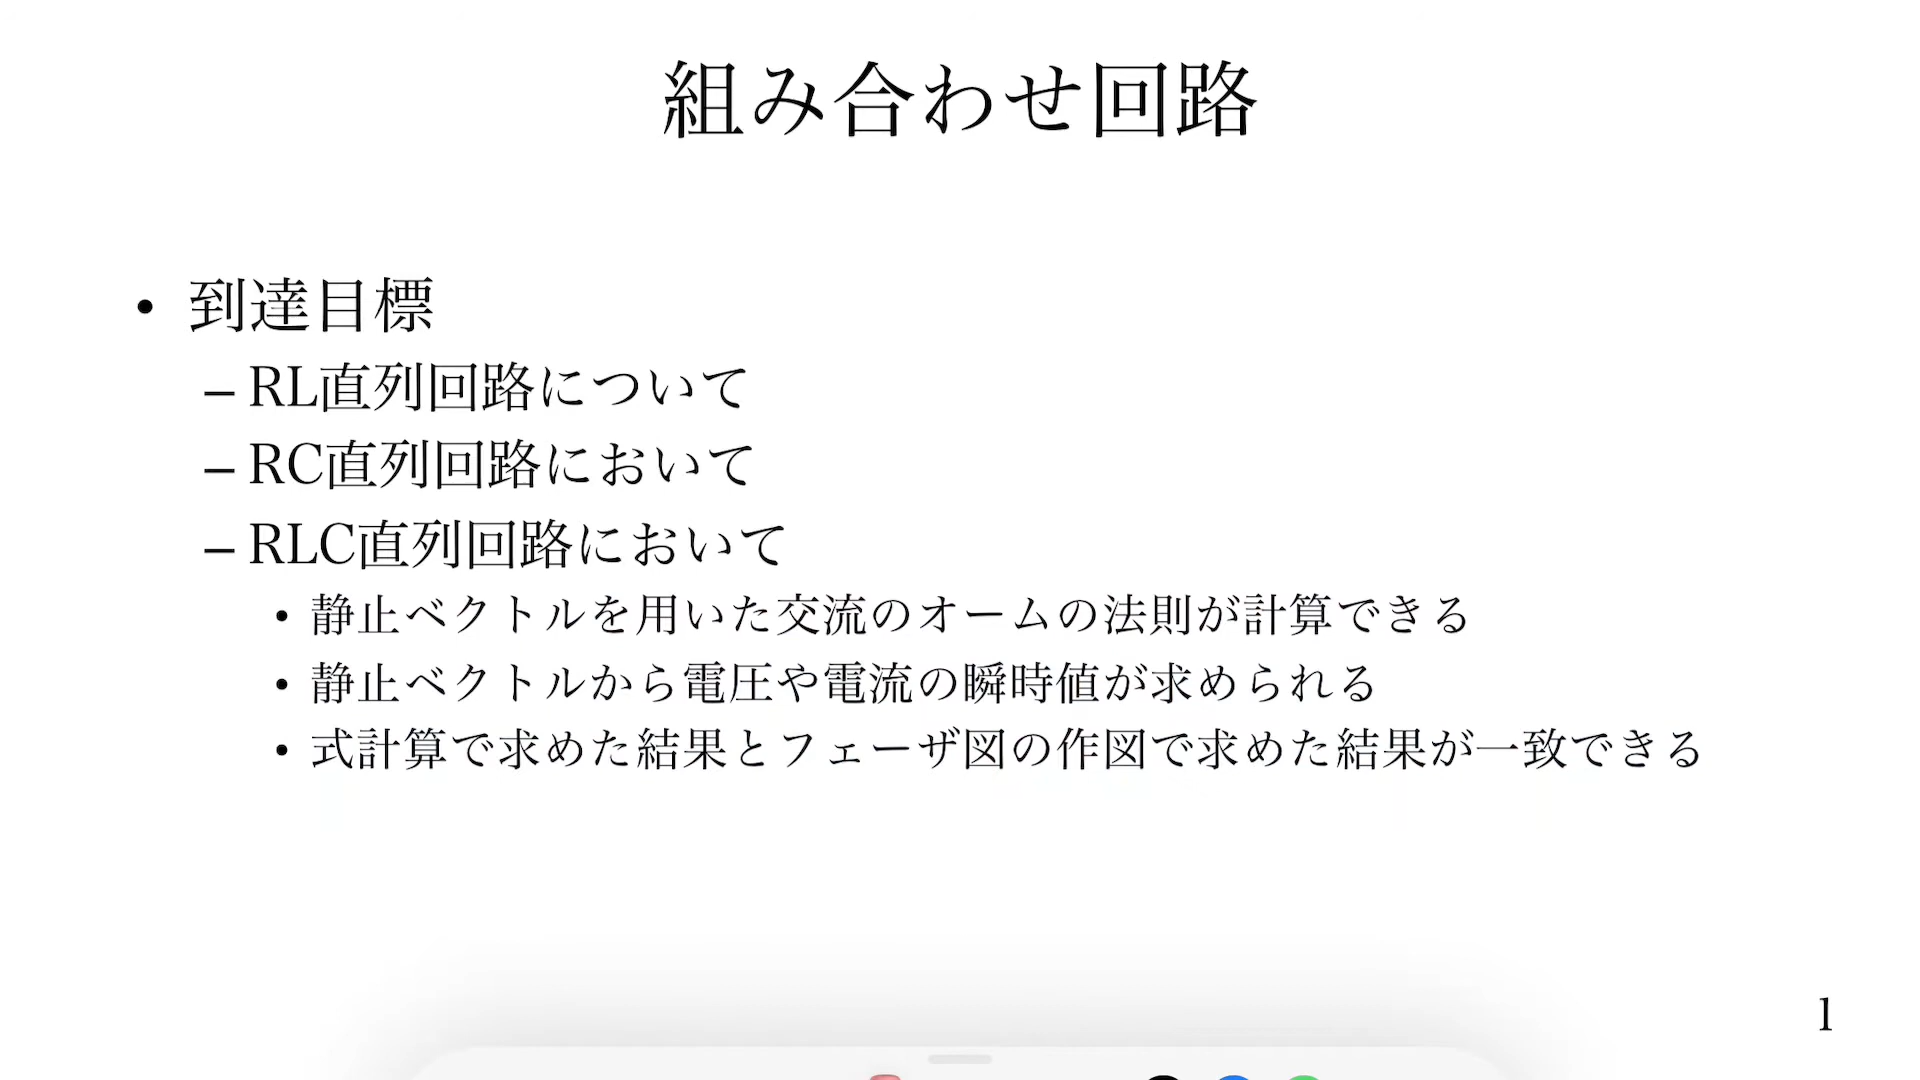 組み合わせ回路
• 到達目標
– RL直列回路について
– RC直列回路において
– RLC直列回路において
• 静止ベクトルを用いた交流のオームの法則が計算できる
• 静止ベクトルから電圧や電流の瞬時値が求められる
• 式計算で求めた結果とフェーザ図の作図で求めた結果が一致できる
1